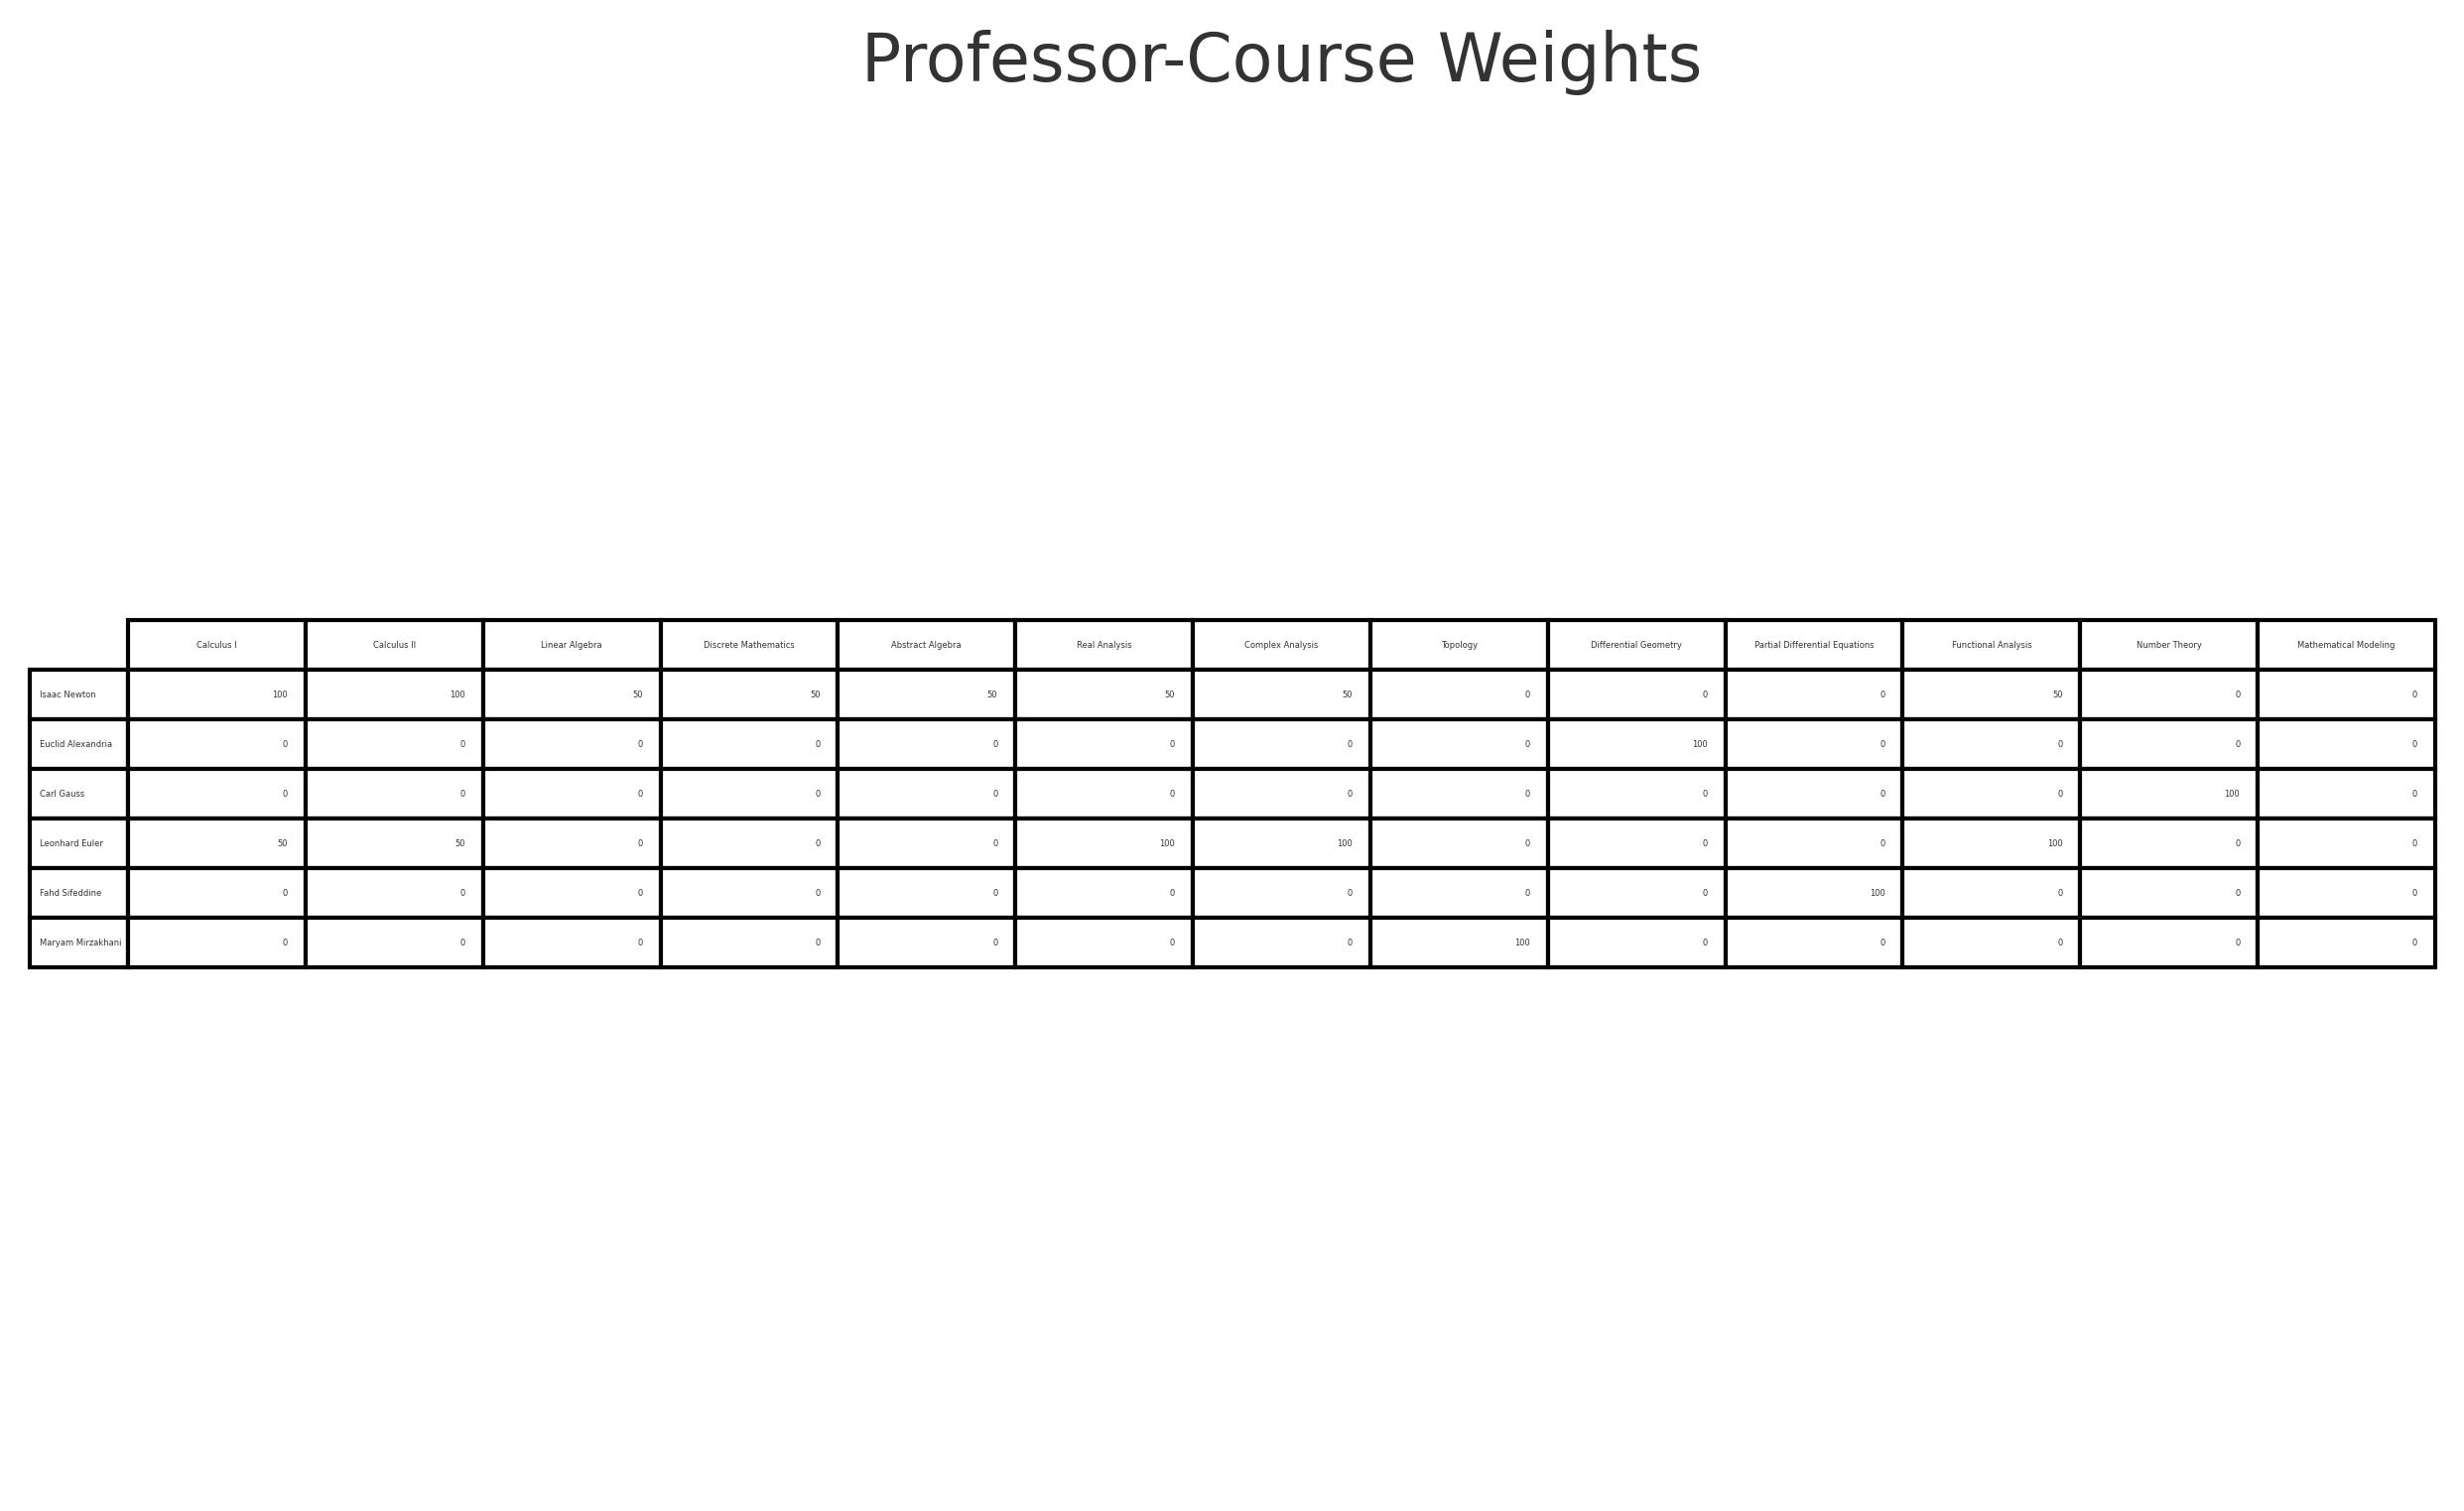 Professor-Course Weights
Calculus I Calculus II Linear Algebra Discrete Mathematics Abstract Algebra Real Analysis Complex Analysis Topology Differential Geometry Partial Differential Equations Functional Analysis Number Theory Mathematical Modeling
Isaac Newton 100 100 50 50 50 50 50 0 0 0 50 0 0
Euclid Alexandria 0 0 0 0 0 0 0 0 100 0 0 0 0
Carl Gauss 0 0 0 0 0 0 0 0 0 0 0 100 0
Leonhard Euler 50 50 0 0 0 100 100 0 0 0 100 0 0
Fahd Sifeddine 0 0 0 0 0 0 0 0 0 100 0 0 0
Maryam Mirzakhani 0 0 0 0 0 0 0 100 0 0 0 0 0